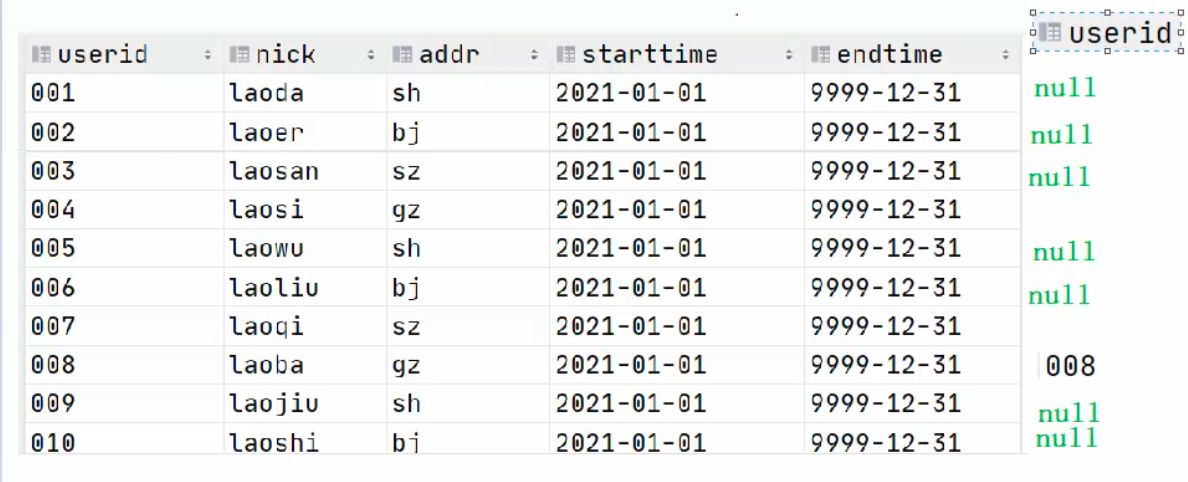 userid nick addr starttime endtime userid
001 laoda sh 2021-01-01 9999-12-31 null
002 laoer bj 2021-01-01 9999-12-31 null
003 laosan sz 2021-01-01 9999-12-31 null
004 laosi gz 2021-01-01 9999-12-31
005 laowu sh 2021-01-01 9999-12-31 null
006 laoliu bj 2021-01-01 9999-12-31 null
007 laoqi sz 2021-01-01 9999-12-31
008 laoba gz 2021-01-01 9999-12-31 008
009 laojiu sh 2021-01-01 9999-12-31 null
010 laoshi bj 2021-01-01 9999-12-31 null